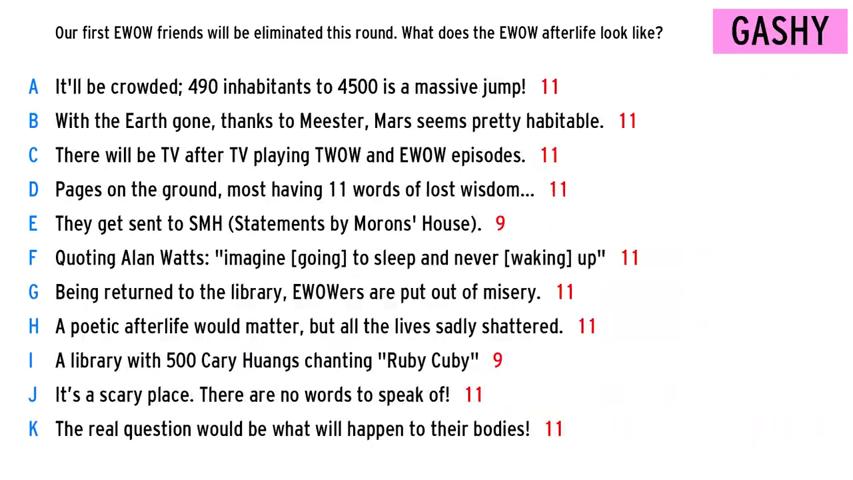 Our first EWOW friends will be eliminated this round. What does the EWOW afterlife look like?
GASHY
A It'll be crowded; 490 inhabitants to 4500 is a massive jump! 11
B With the Earth gone, thanks to Meester, Mars seems pretty habitable. 11
C There will be TV after TV playing TWOW and EWOW episodes. 11
D Pages on the ground, most having 11 words of lost wisdom... 11
E They get sent to SMH (Statements by Morons' House). 9
F Quoting Alan Watts: "imagine [going] to sleep and never [waking] up" 11
G Being returned to the library, EWOWers are put out of misery. 11
H A poetic afterlife would matter, but all the lives sadly shattered. 11
I A library with 500 Cary Huangs chanting "Ruby Cuby" 9
J It’s a scary place. There are no words to speak of! 11
K The real question would be what will happen to their bodies! 11